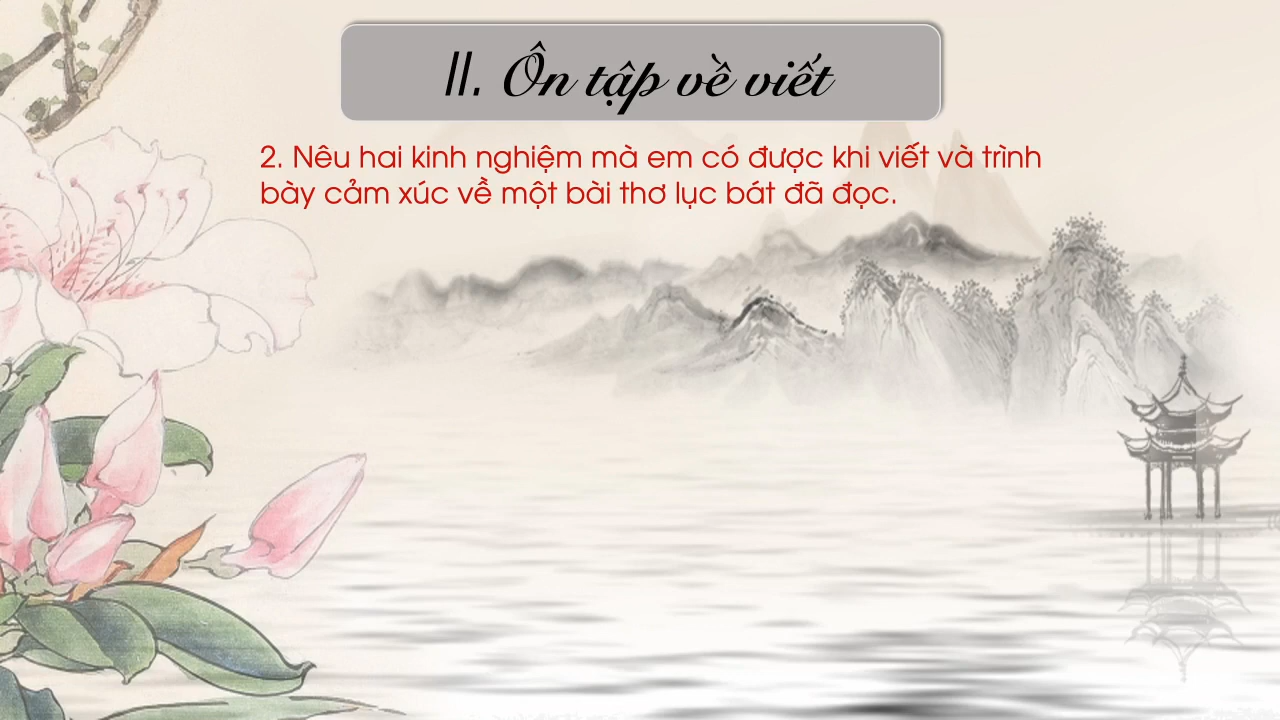 II. Ôn tập về viết
2. Nêu hai kinh nghiệm mà em có được khi viết và trình
bày cảm xúc về một bài thơ lục bát đã đọc.